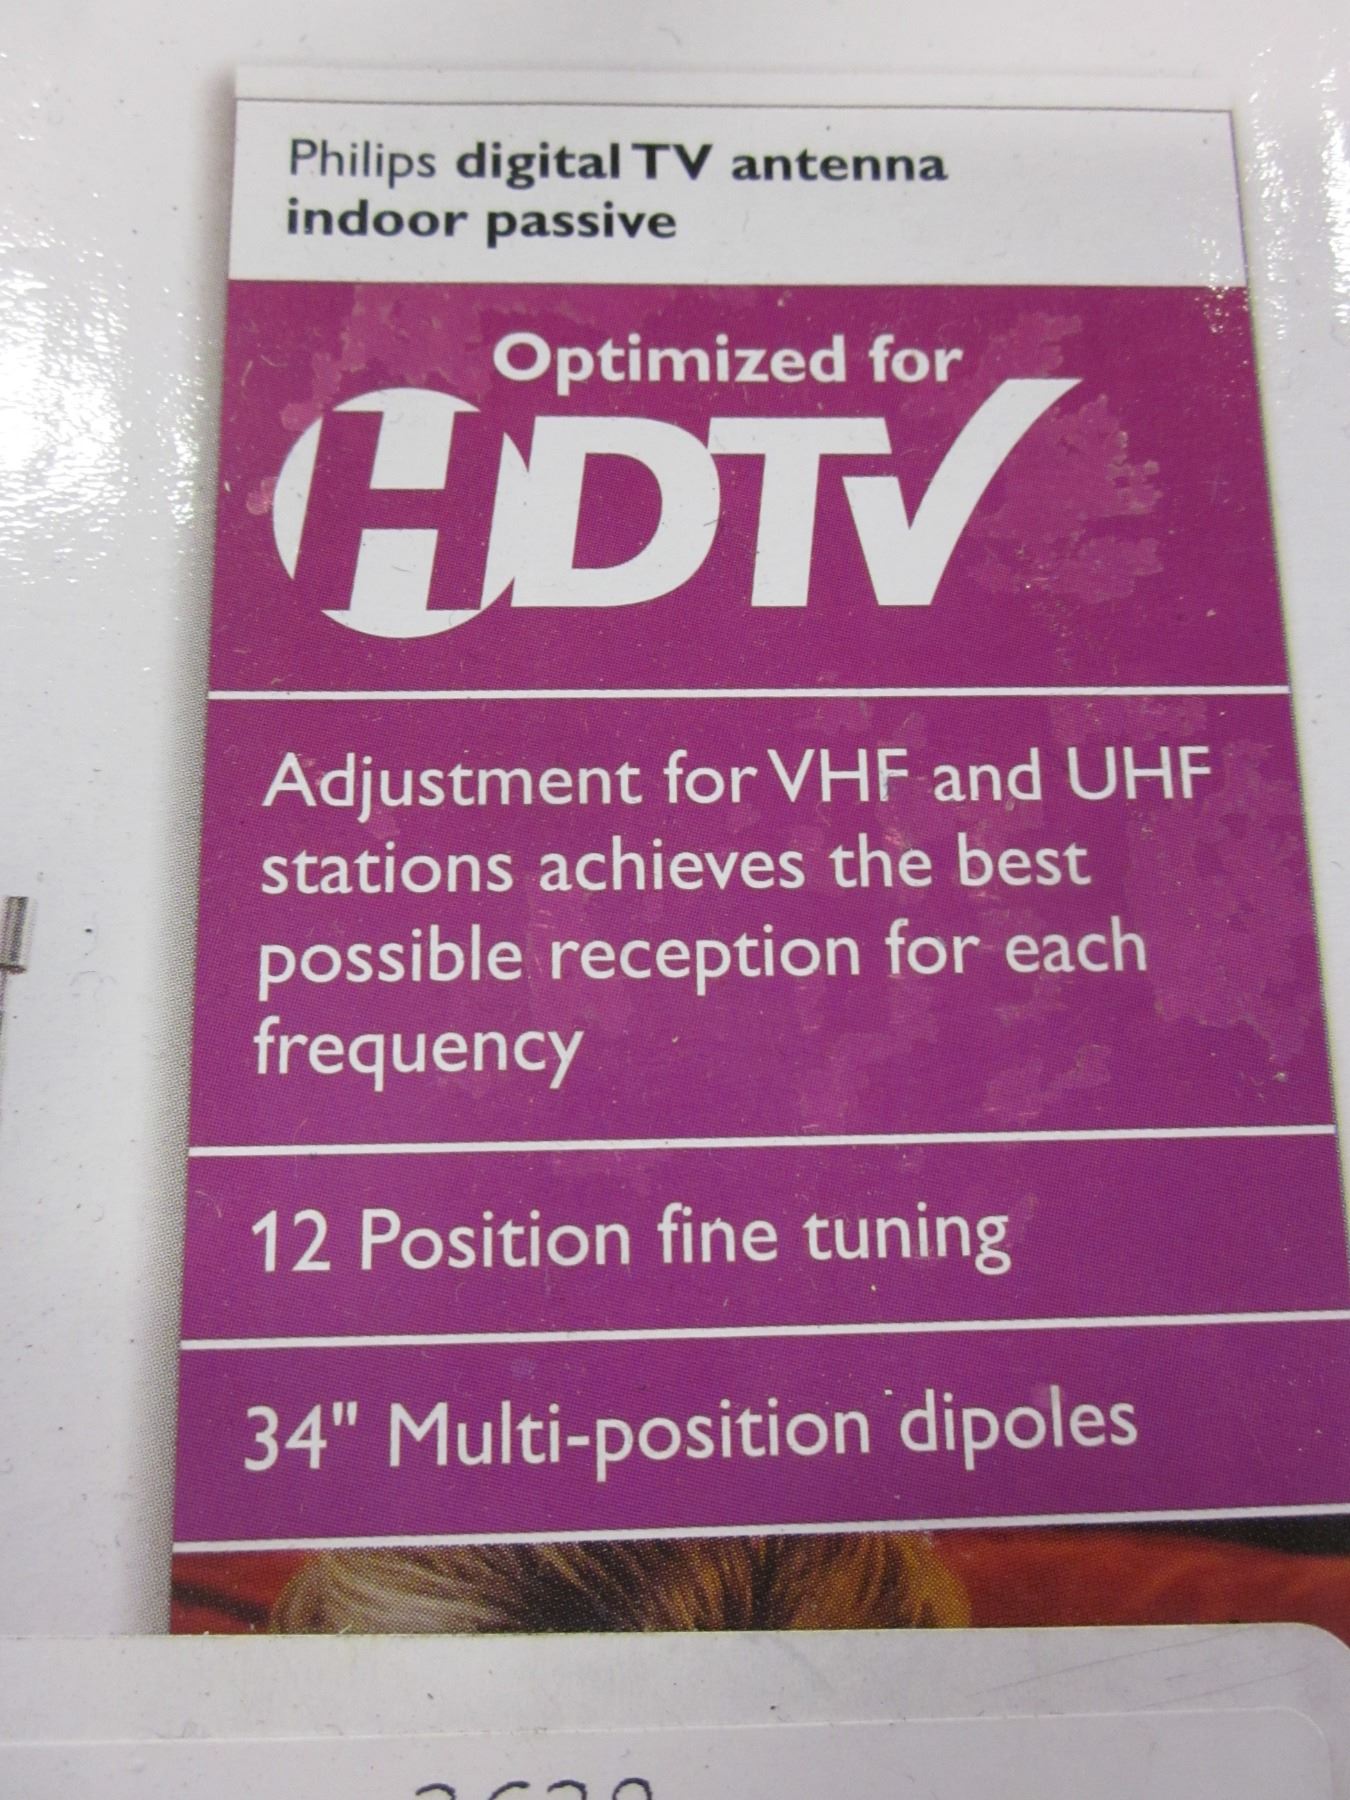 Philips digital TV antenna
indoor passive
Optimized for
HDTV
Adjustment for VHF and UHF
stations achieves the best
possible reception for each
frequency
12 Position fine tuning
34" Multi-position dipoles